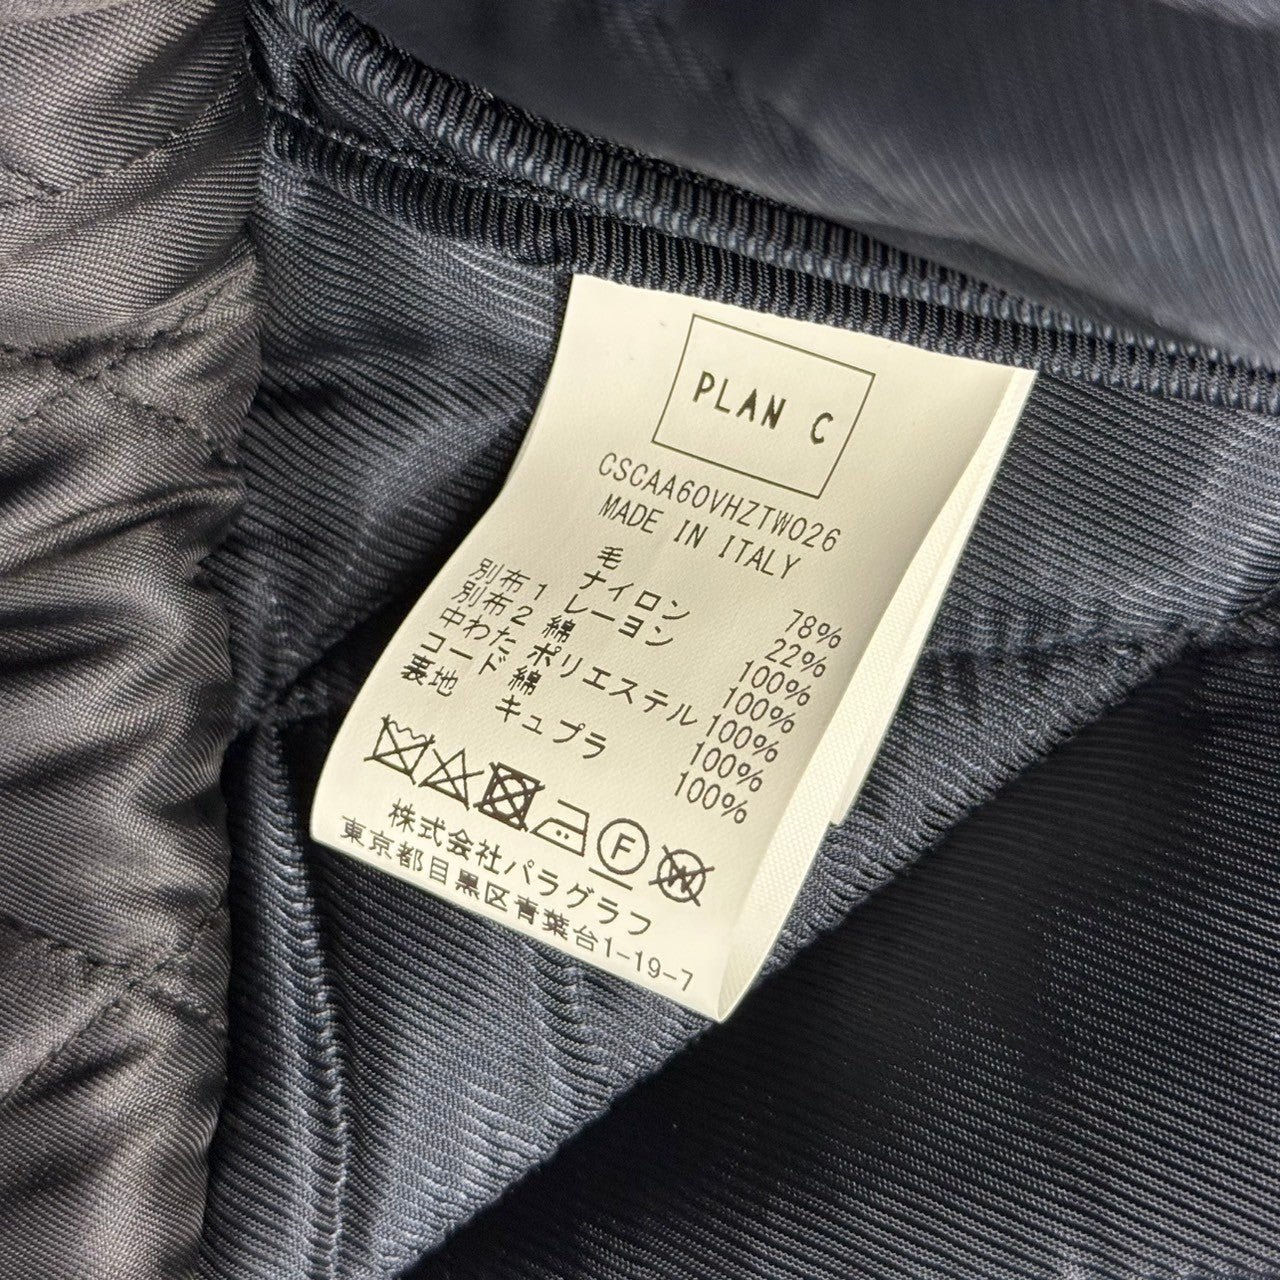 PLAN C
CSCAA60VHZTW026
MADE IN ITALY
毛 78%
ナイロン 22%
別布1 レーヨン 100%
別布2 綿 100%
中わた ポリエステル 100%
コード 綿 100%
裏地 キュプラ 100%
F W
株式会社パラグラフ
東京都目黒区青葉台1-19-7